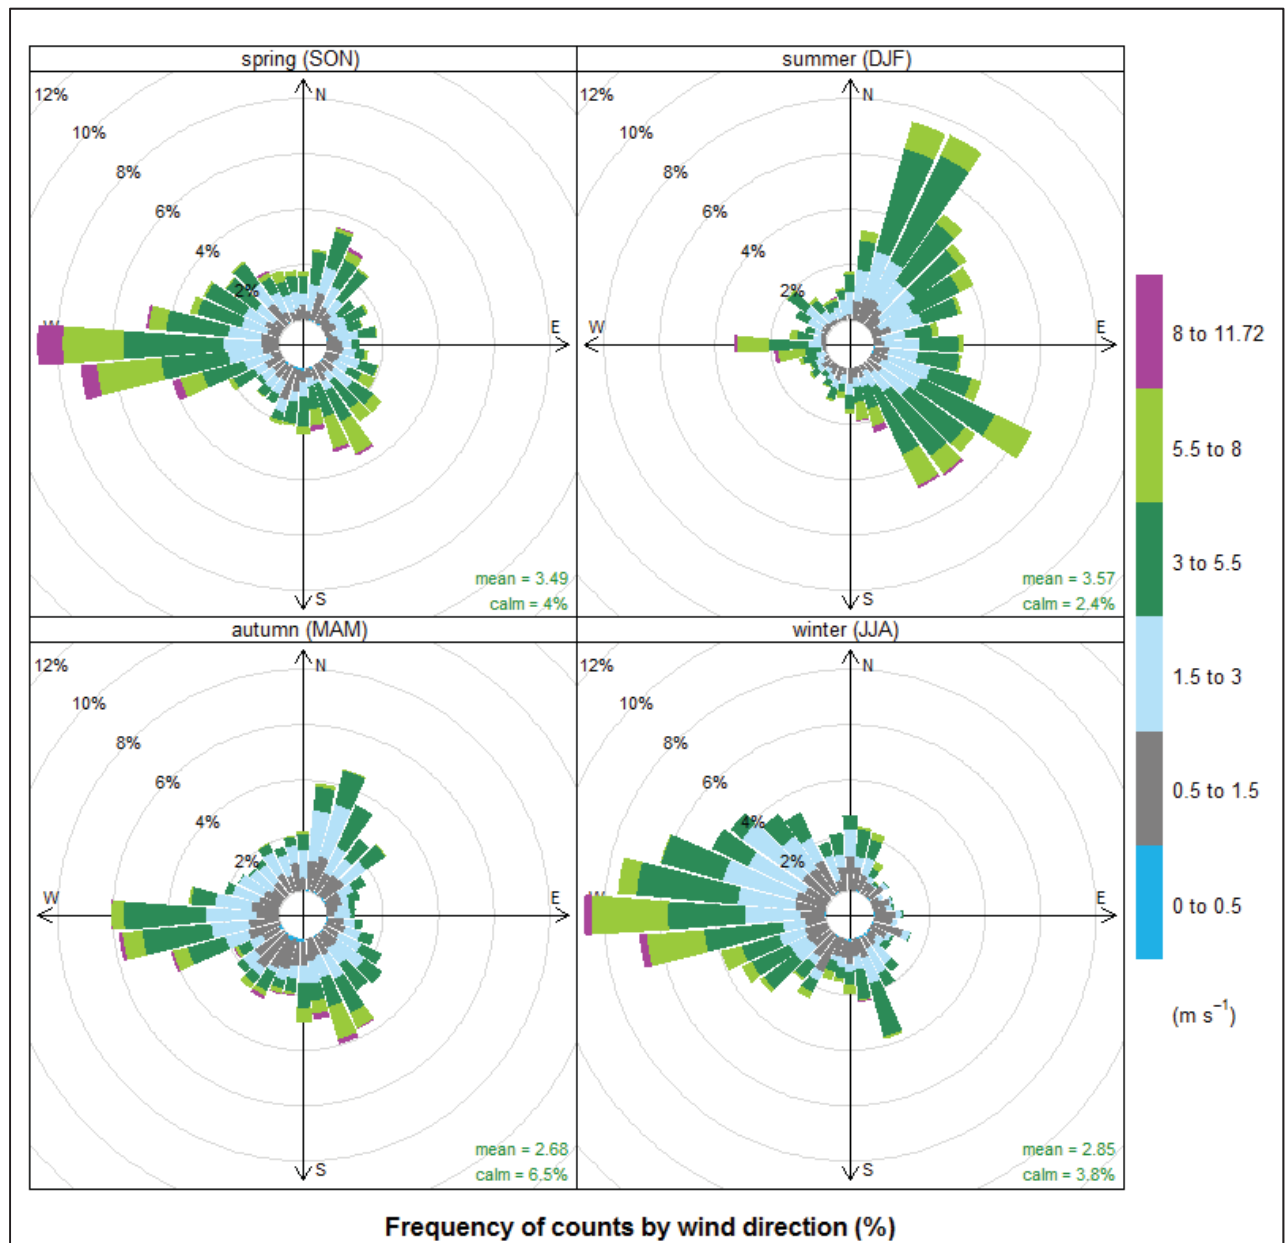 spring (SON)
12%
10%
8%
6%
4%
2%
N
W
E
S
mean = 3.49
calm = 4%
summer (DJF)
12%
10%
8%
6%
4%
2%
N
W
E
S
mean = 3.57
calm = 2.4%
autumn (MAM)
12%
10%
8%
6%
4%
2%
N
W
E
S
mean = 2.68
calm = 6.5%
winter (JJA)
12%
10%
8%
6%
4%
2%
N
W
E
S
mean = 2.85
calm = 3.8%
8 to 11.72
5.5 to 8
3 to 5.5
1.5 to 3
0.5 to 1.5
0 to 0.5
(m s⁻¹)
Frequency of counts by wind direction (%)